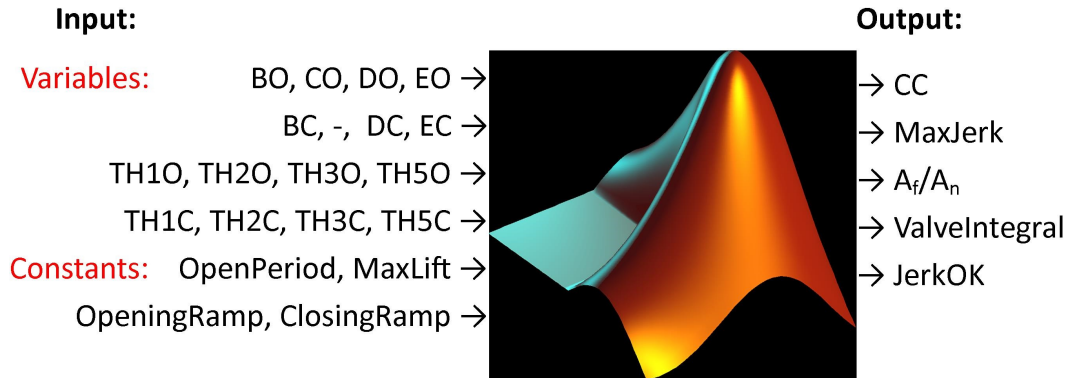 Input:
Output:
Variables: BO, CO, DO, EO →
BC, -, DC, EC →
TH1O, TH2O, TH3O, TH5O →
TH1C, TH2C, TH3C, TH5C →
Constants: OpenPeriod, MaxLift →
OpeningRamp, ClosingRamp →
→ CC
→ MaxJerk
→ Af/An
→ ValveIntegral
→ JerkOK